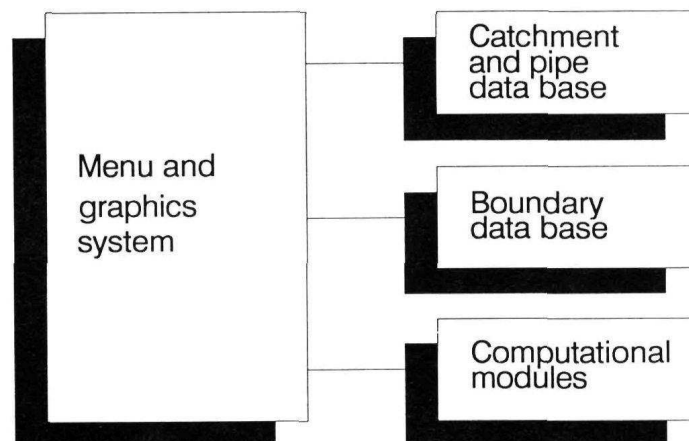 Menu and
graphics
system
Catchment
and pipe
data base
Boundary
data base
Computational
modules